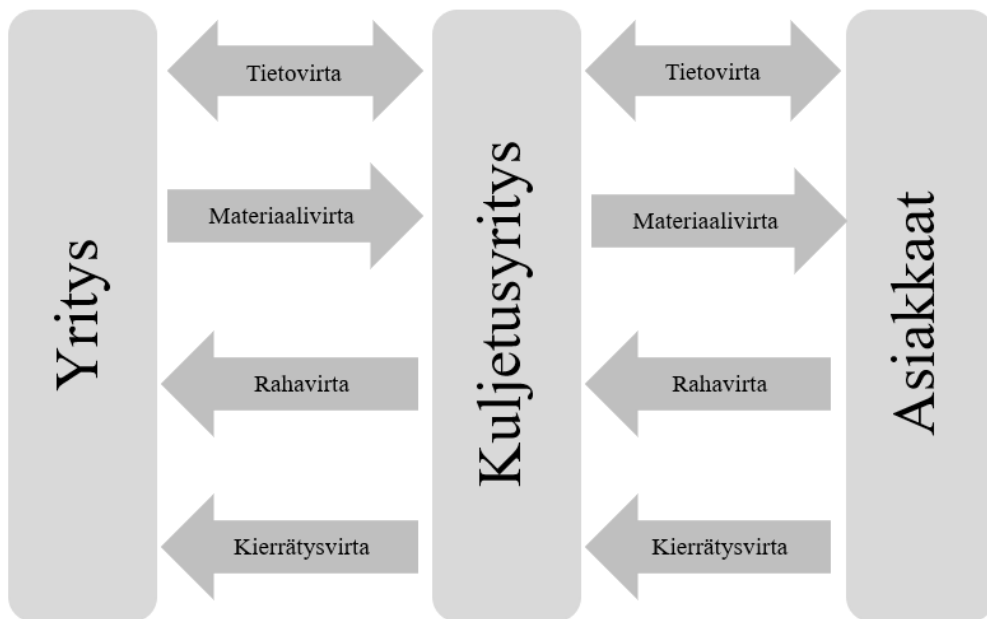 Yritys
Tietovirta
Materiaalivirta
Rahavirta
Kierrätysvirta
Kuljetusyritys
Tietovirta
Materiaalivirta
Rahavirta
Kierrätysvirta
Asiakkaat